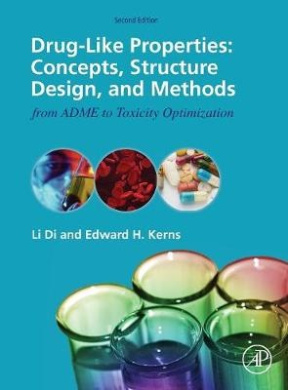 Second Edition
Drug-Like Properties:
Concepts, Structure
Design, and Methods
from ADME to Toxicity Optimization
Li Di and Edward H. Kerns
AP